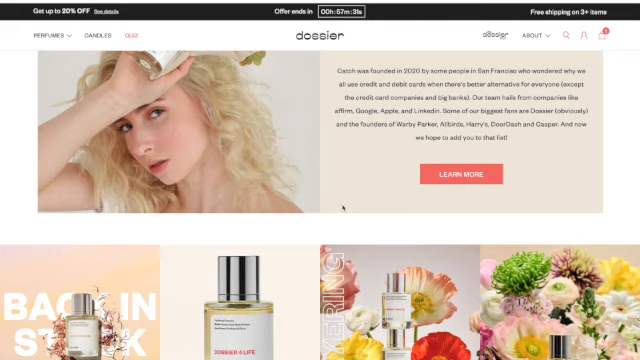 Get up to 20% OFF See details
Offer ends in 00h:57m:31s
Free shipping on 3+ items
PERFUMES CANDLES QUIZ
dossier
dossier
ABOUT
1
Catch was founded in 2020 by some people in San Franciso who wondered why we
all use credit and debit cards when there's better alternative for everyone (except
the credit card companies and big banks). Our team hails from companies like
affirm, Google, Apple, and Linkedin. Some of our biggest fans are Dossier (obviously)
and the founders of Warby Parker, Allbirds, Harry's, DoorDash and Casper. And now
we hope to add you to that list!
LEARN MORE
BACK IN
STOCK
DOSSIER 4 LIFE